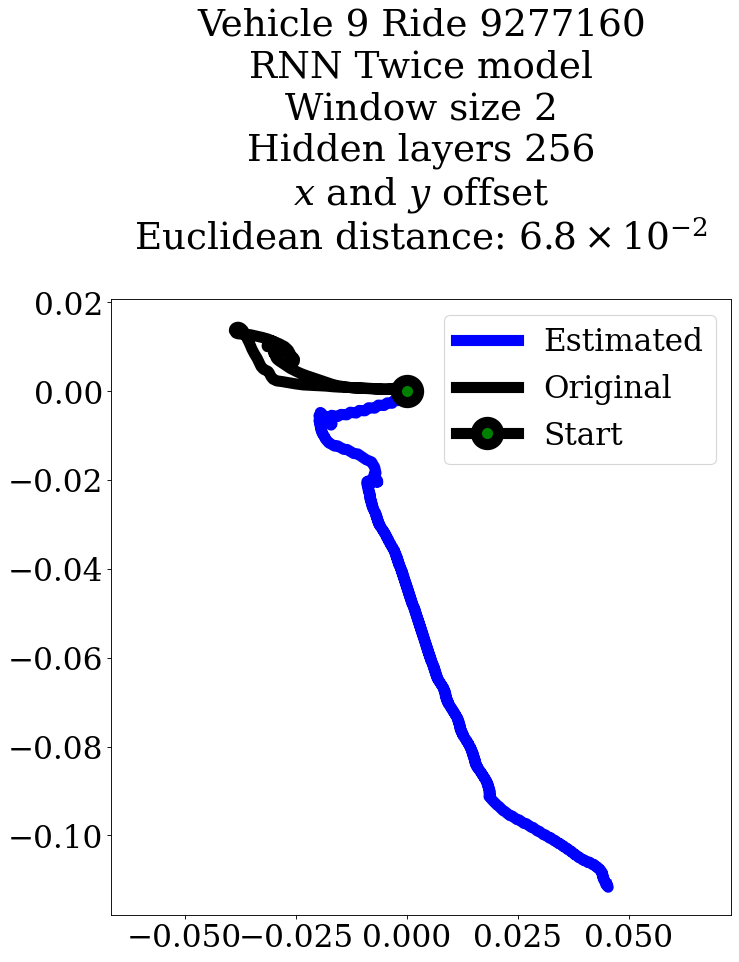 Vehicle 9 Ride 9277160
RNN Twice model
Window size 2
Hidden layers 256
x and y offset
Euclidean distance: 6.8 × 10⁻²
0.02
0.00
−0.02
−0.04
−0.06
−0.08
−0.10
Estimated
Original
Start
−0.050 −0.025 0.000 0.025 0.050